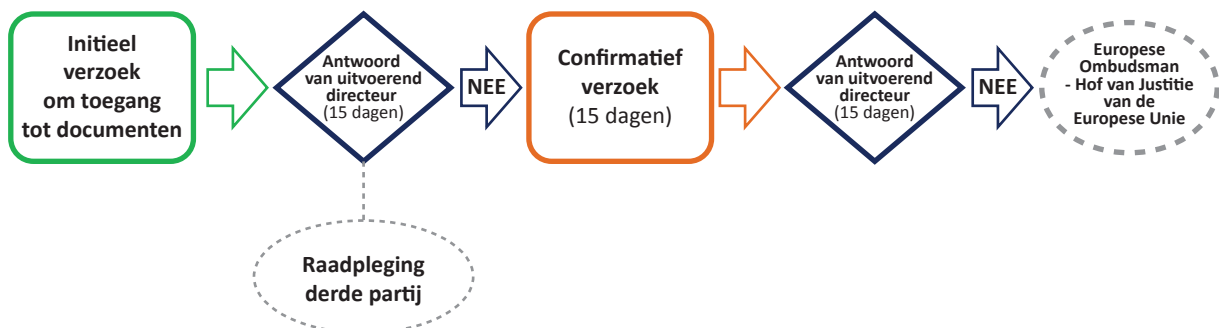 Initieel
verzoek
om toegang
tot documenten
Antwoord
van uitvoerend
directeur
(15 dagen)
NEE
Confirmatief
verzoek
(15 dagen)
Antwoord
van uitvoerend
directeur
(15 dagen)
NEE
Europese
Ombudsman
- Hof van Justitie
van de
Europese Unie
Raadpleging
derde partij